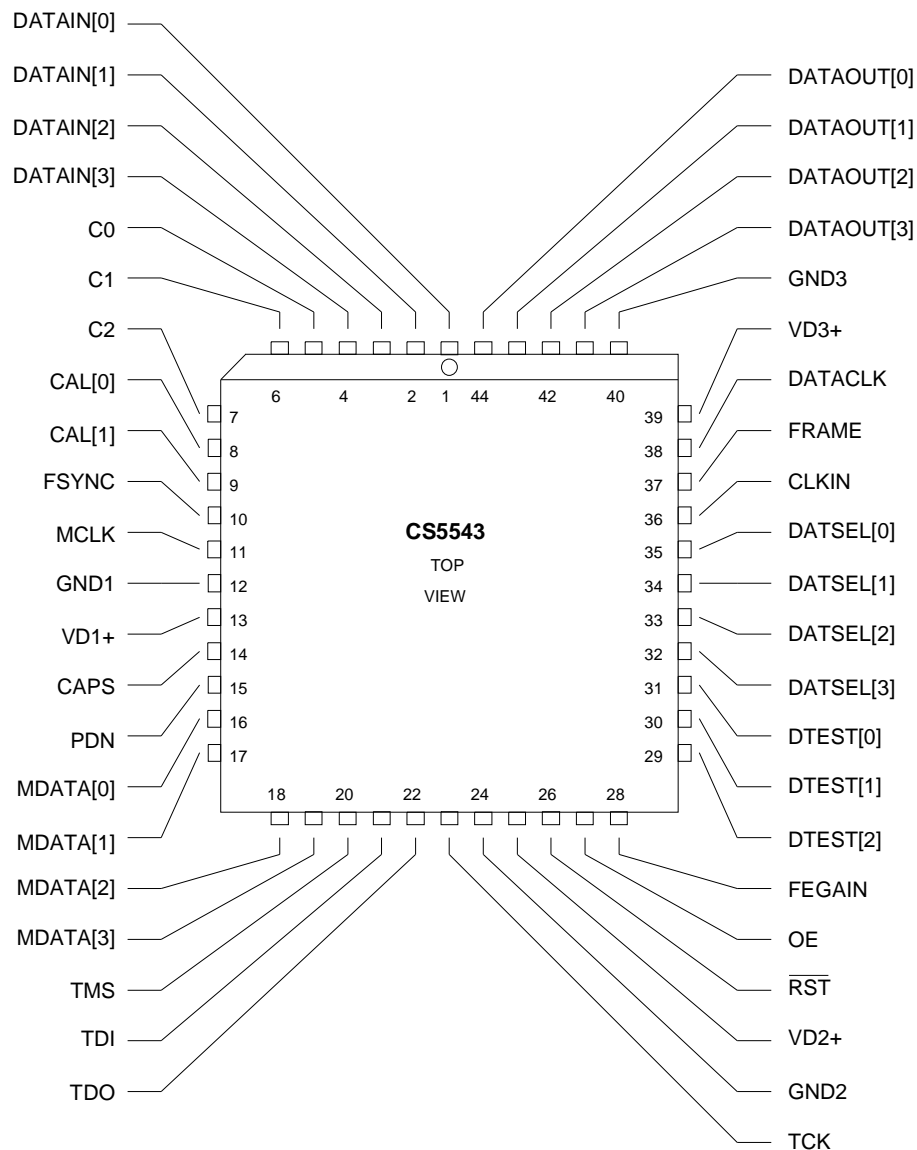 DATAIN[0]
DATAIN[1]
DATAIN[2]
DATAIN[3]
C0
C1
C2
CAL[0]
CAL[1]
FSYNC
MCLK
GND1
VD1+
CAPS
PDN
MDATA[0]
MDATA[1]
MDATA[2]
MDATA[3]
TMS
TDI
TDO
6 4 2 1 44 42 40
7
8
9
10
11
12
13
14
15
16
17
CS5543
TOP
VIEW
39
38
37
36
35
34
33
32
31
30
29
18 20 22 24 26 28
DATAOUT[0]
DATAOUT[1]
DATAOUT[2]
DATAOUT[3]
GND3
VD3+
DATACLK
FRAME
CLKIN
DATSEL[0]
DATSEL[1]
DATSEL[2]
DATSEL[3]
DTEST[0]
DTEST[1]
DTEST[2]
FEGAIN
OE
R̅S̅T̅
VD2+
GND2
TCK